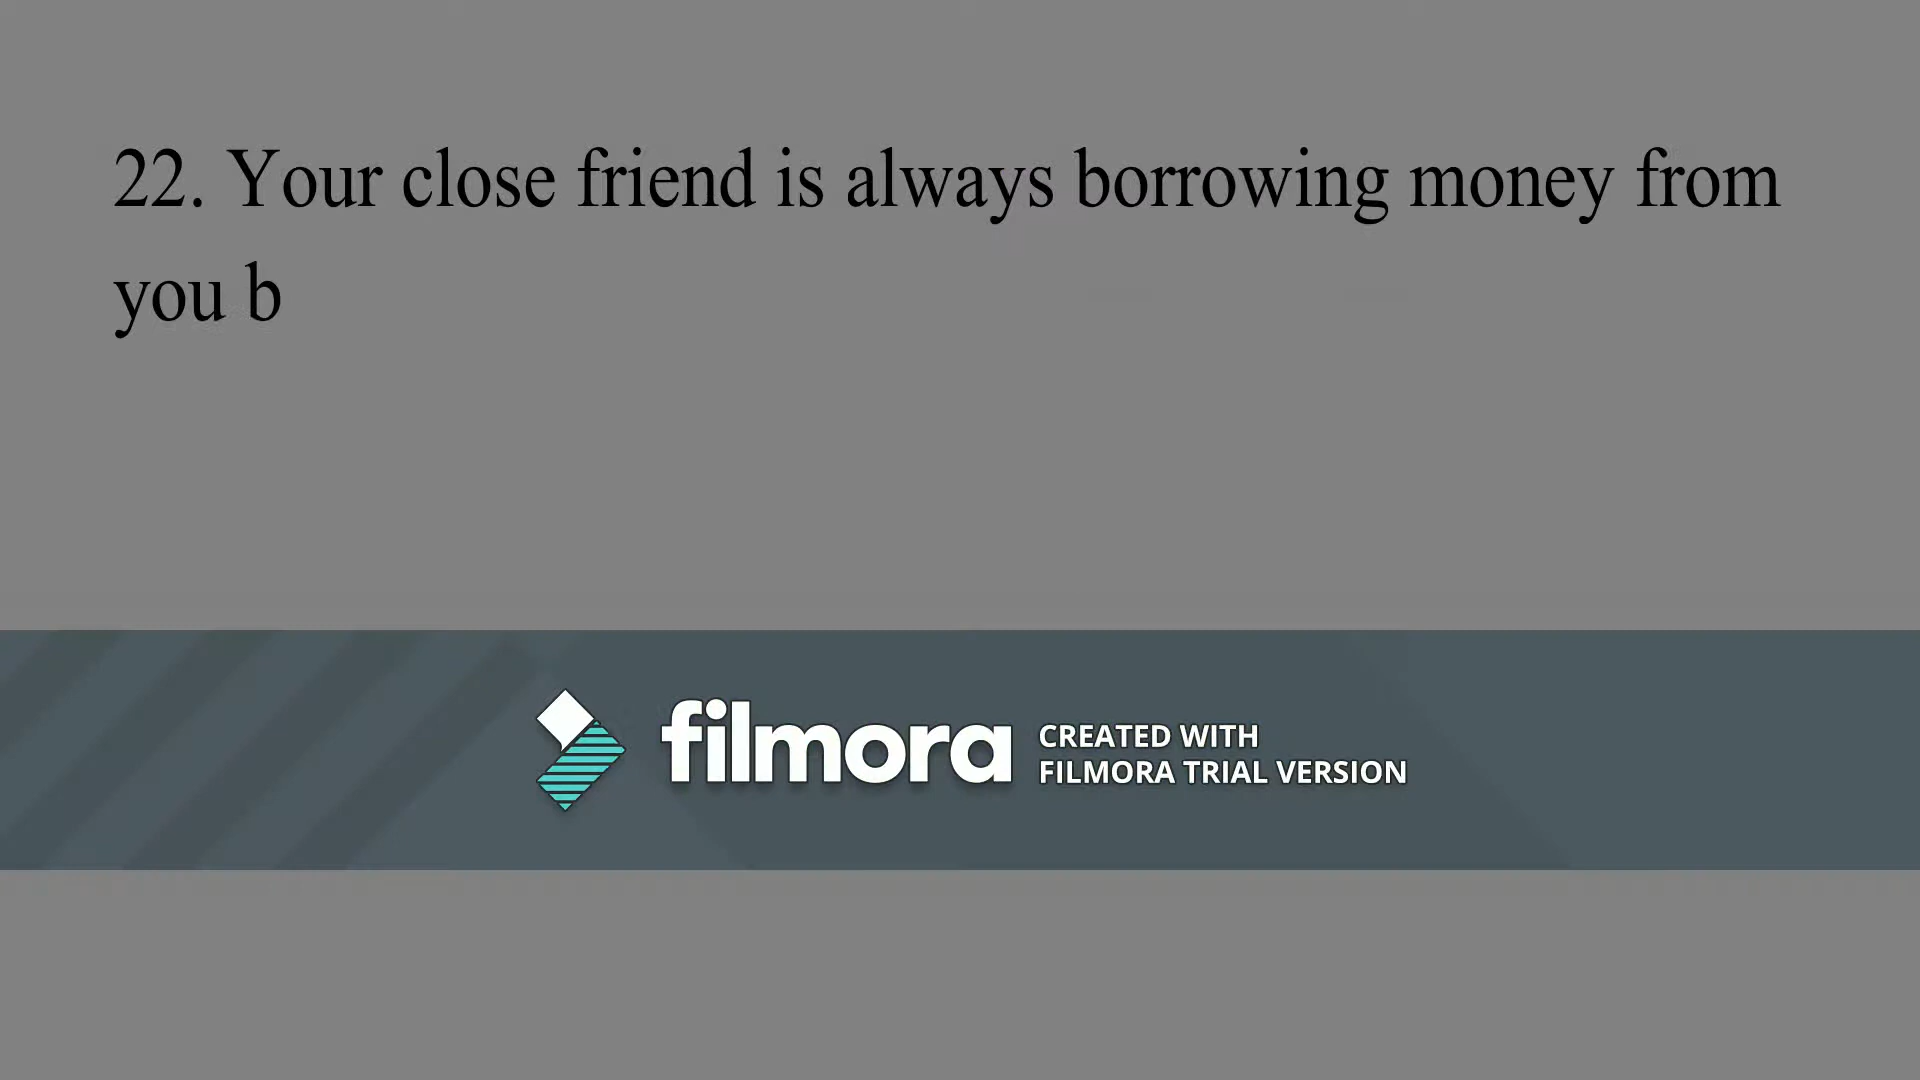 22. Your close friend is always borrowing money from
you b
filmora
CREATED WITH
FILMORA TRIAL VERSION